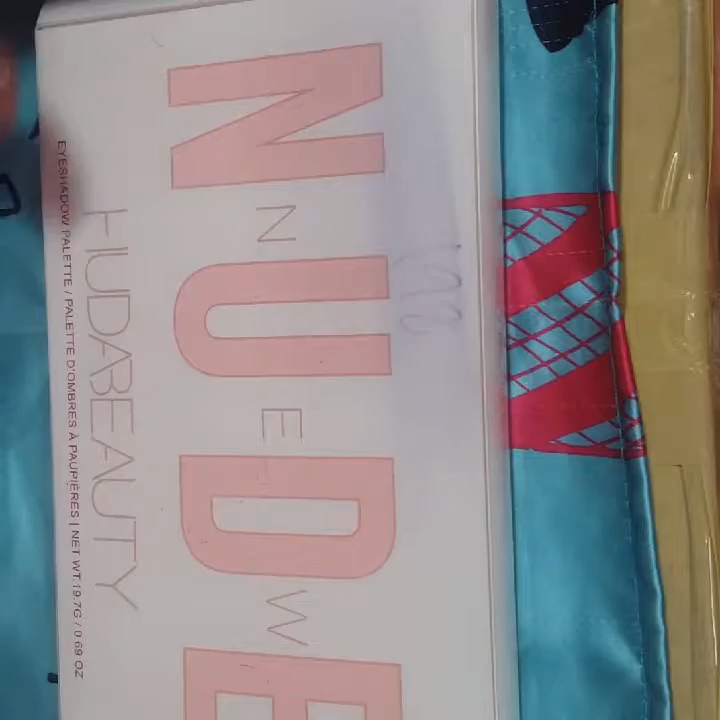 NUDE
NEW
HUDABEAUTY
EYESHADOW PALETTE / PALETTE D'OMBRES À PAUPIÈRES | NET WT. 19.7G / 0.69 OZ